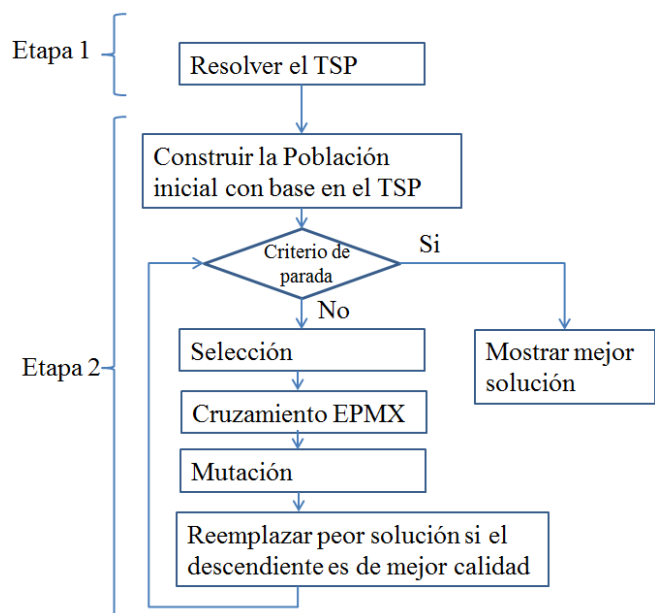 Etapa 1
Resolver el TSP
Construir la Población
inicial con base en el TSP
Criterio de
parada
Si
No
Etapa 2
Selección
Mostrar mejor
solución
Cruzamiento EPMX
Mutación
Reemplazar peor solución si el
descendiente es de mejor calidad